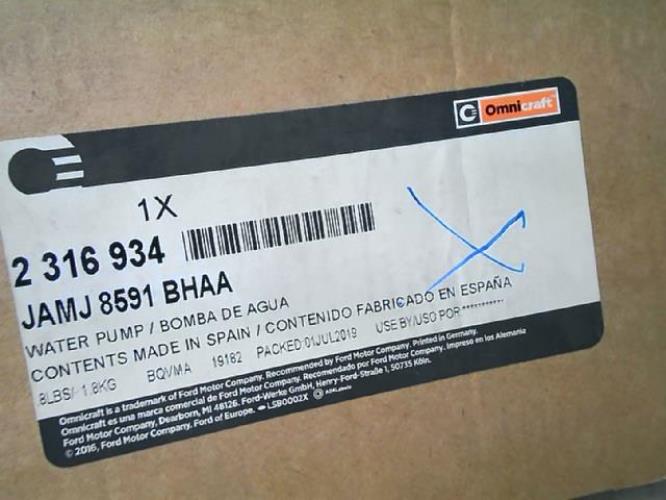 Omnicraft
1X
2 316 934
JAMJ 8591 BHAA
WATER PUMP / BOMBA DE AGUA
CONTENTS MADE IN SPAIN / CONTENIDO FABRICADO EN ESPAÑA
8LBS/ 1.8KG BQVMA 19182 PACKED:01JUL2019 USE BY/USO POR:**********
Omnicraft is a trademark of Ford Motor Company. Recommended by Ford Motor Company. Printed in Germany.
Omnicraft es una marca comercial de Ford Motor Company. Recomendado por Ford Motor Company. Impreso en los Alemania
Ford Motor Company, Dearborn, MI 48126. Ford-Werke GmbH, Henry-Ford-Straße 1, 50735 Köln.
© 2016, Ford Motor Company. Ford of Europe. LSB0002X